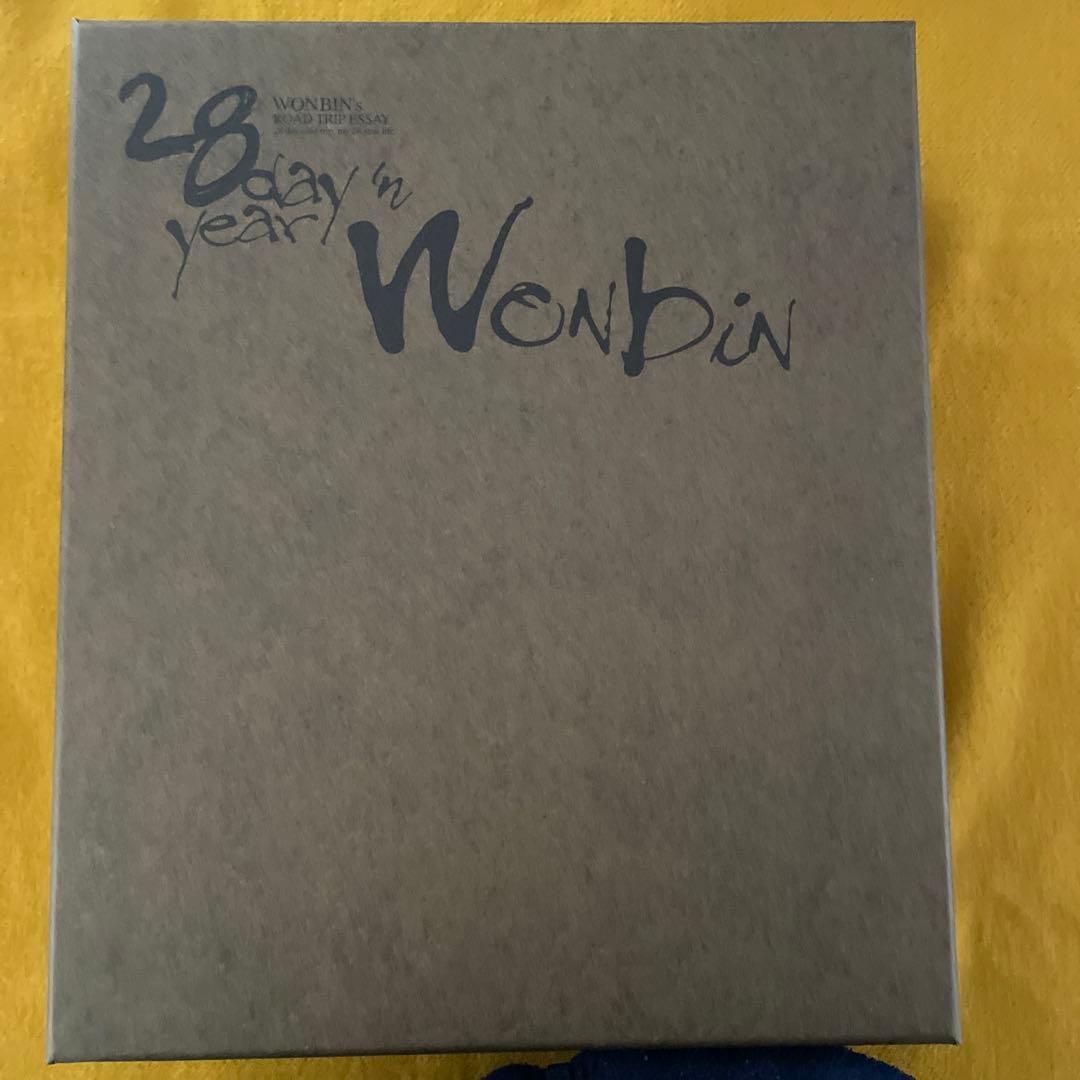 28
WONBIN's
ROAD TRIP ESSAY
day 'n
year
Wonbin